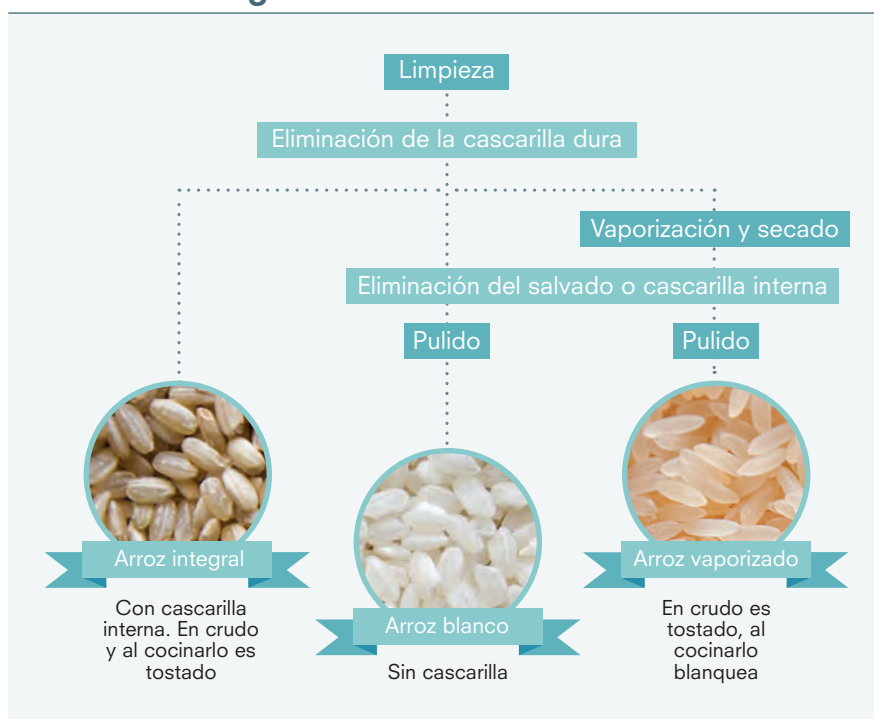 Limpieza
Eliminación de la cascarilla dura
Vaporización y secado
Eliminación del salvado o cascarilla interna
Pulido
Pulido
Arroz integral
Con cascarilla
interna. En crudo
y al cocinarlo es
tostado
Arroz blanco
Sin cascarilla
Arroz vaporizado
En crudo es
tostado, al
cocinarlo
blanquea